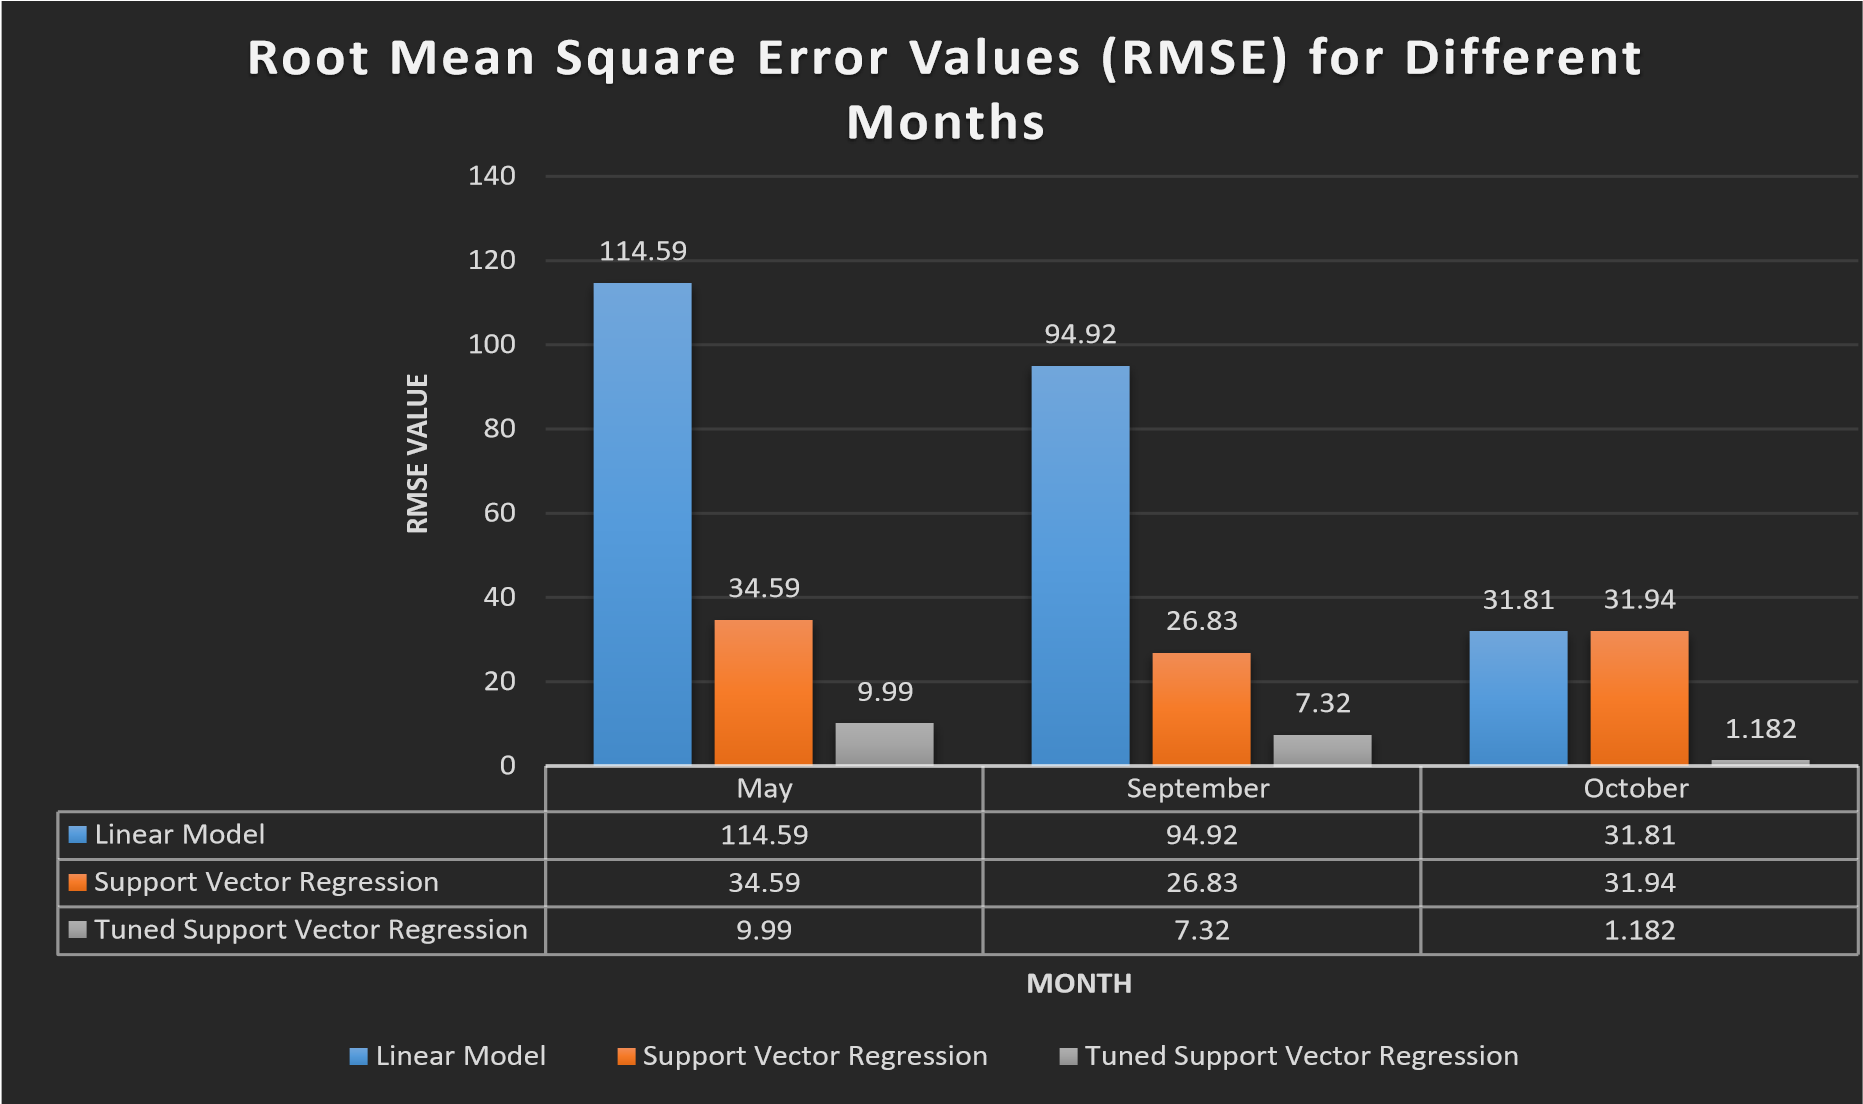 Root Mean Square Error Values (RMSE) for Different
Months
140
120
100
80
60
40
20
0
RMSE VALUE
114.59
34.59
9.99
94.92
26.83
7.32
31.81
31.94
1.182
May September October
Linear Model 114.59 94.92 31.81
Support Vector Regression 34.59 26.83 31.94
Tuned Support Vector Regression 9.99 7.32 1.182
MONTH
Linear Model Support Vector Regression Tuned Support Vector Regression